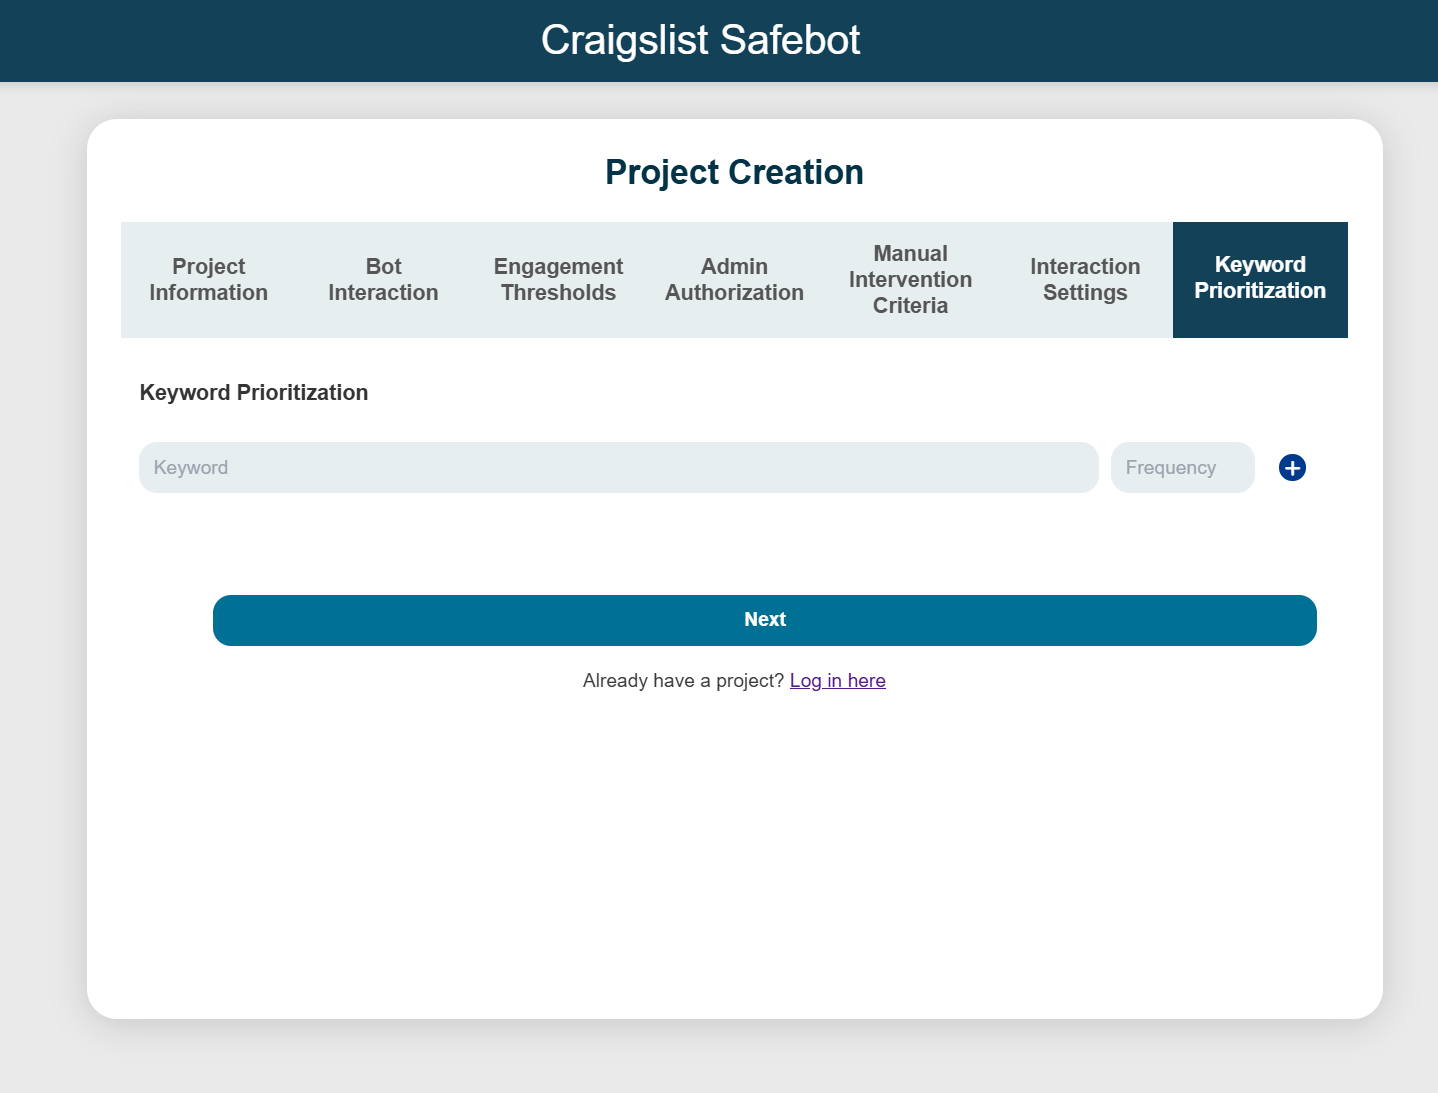 Craigslist Safebot
Project Creation
Project
Information
Bot
Interaction
Engagement
Thresholds
Admin
Authorization
Manual
Intervention
Criteria
Interaction
Settings
Keyword
Prioritization
Keyword Prioritization
Keyword
Frequency
Next
Already have a project? Log in here